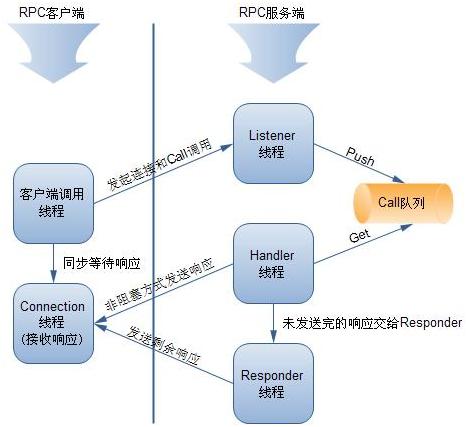 RPC客户端
RPC服务端
Listener
线程
发起连接和Call调用
Push
客户端调用
线程
Call队列
Get
同步等待响应
Handler
线程
非阻塞方式发送响应
Connection
线程
(接收响应)
未发送完的响应交给Responder
发送剩余响应
Responder
线程